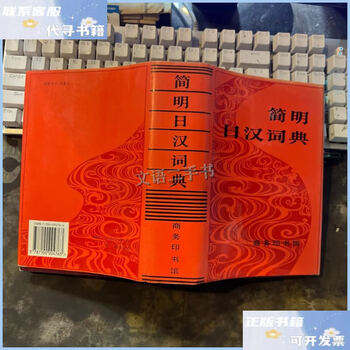 联系客服
代寻书籍
简明日汉词典
商务印书馆
简明
日汉词典
商务印书馆
文语二手书
正版书籍
可开发票